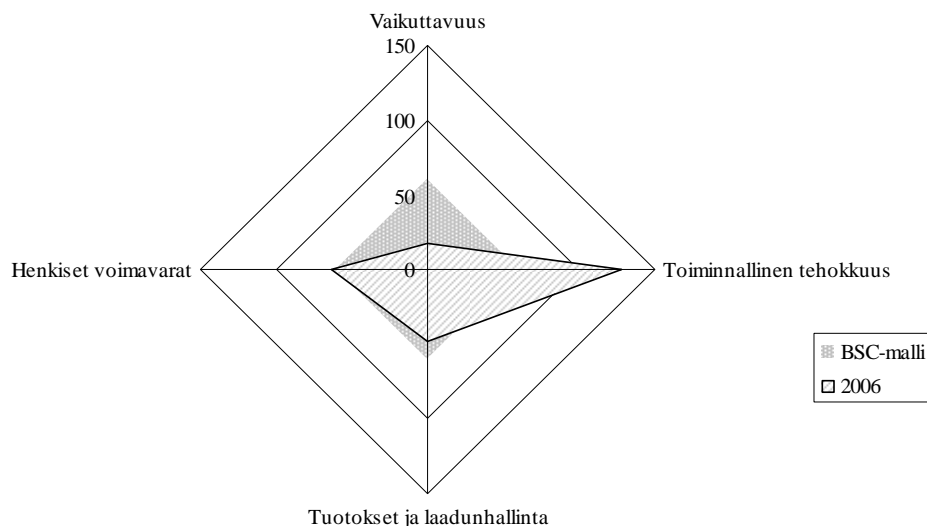 Vaikuttavuus
150
100
50
0
Henkiset voimavarat
Toiminnallinen tehokkuus
BSC-malli
2006
Tuotokset ja laadunhallinta